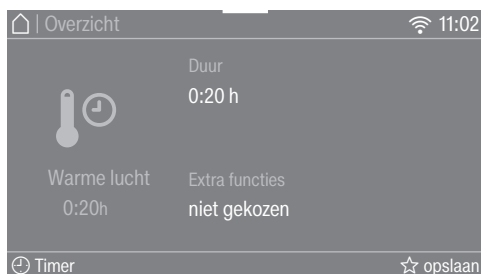 Overzicht
11:02
Duur
0:20 h
Warme lucht
0:20h
Extra functies
niet gekozen
Timer
opslaan